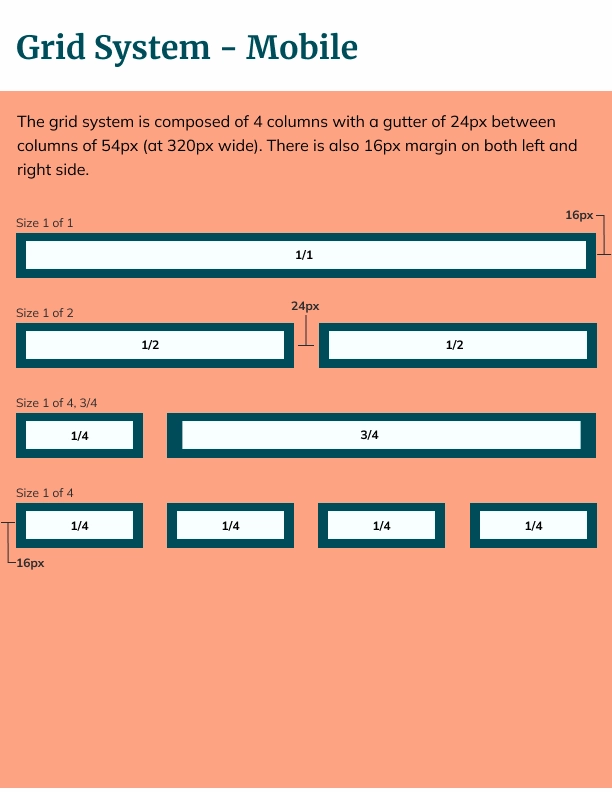 Grid System - Mobile
The grid system is composed of 4 columns with a gutter of 24px between
columns of 54px (at 320px wide). There is also 16px margin on both left and
right side.
16px
Size 1 of 1
1/1
24px
Size 1 of 2
1/2 1/2
Size 1 of 4, 3/4
1/4 3/4
Size 1 of 4
1/4 1/4 1/4 1/4
16px